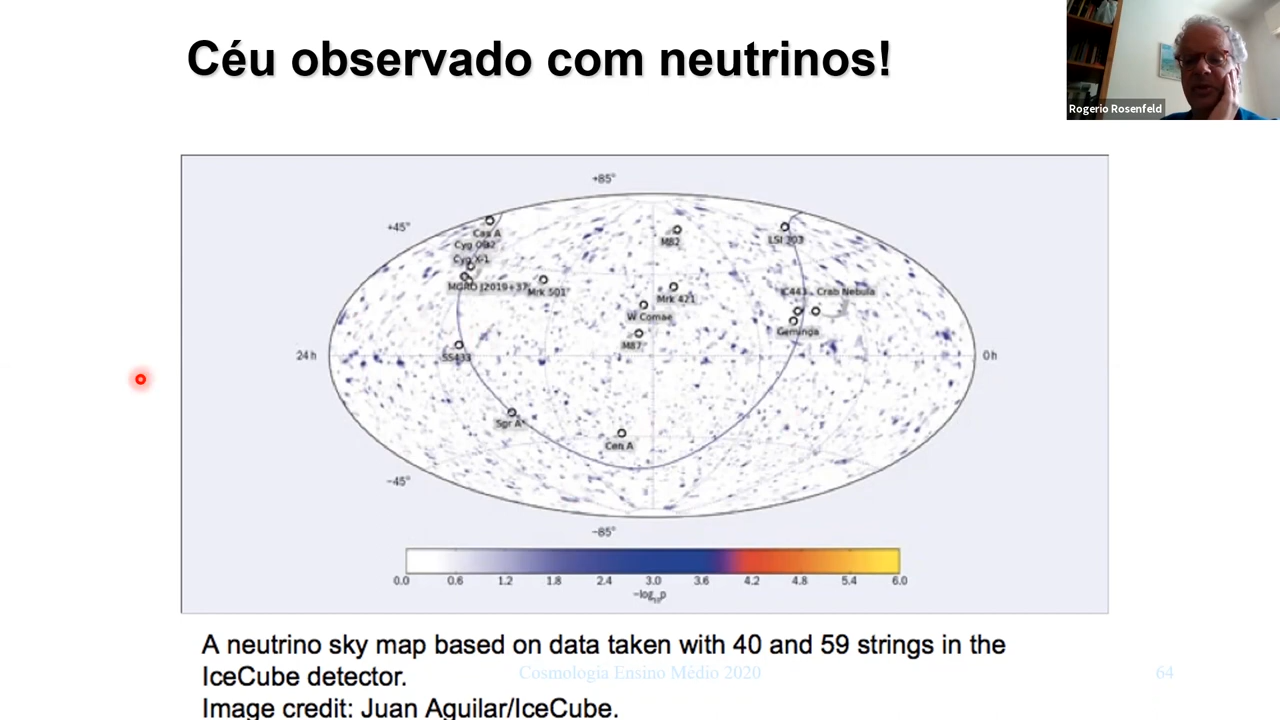 Céu observado com neutrinos!
Rogerio Rosenfeld
+85°
+45°
Cas A
Cyg OB2
Cyg X-1
MGRO J2019+37
Mrk 501
M82
LSI 303
Mrk 421
IC443
Crab Nebula
W Comae
Geminga
M87
SS433
24 h
0 h
Sgr A*
Cen A
−45°
−85°
0.0 0.6 1.2 1.8 2.4 3.0 3.6 4.2 4.8 5.4 6.0
−log10p
A neutrino sky map based on data taken with 40 and 59 strings in the
IceCube detector.
Cosmologia Ensino Médio 2020
64
Image credit: Juan Aguilar/IceCube.